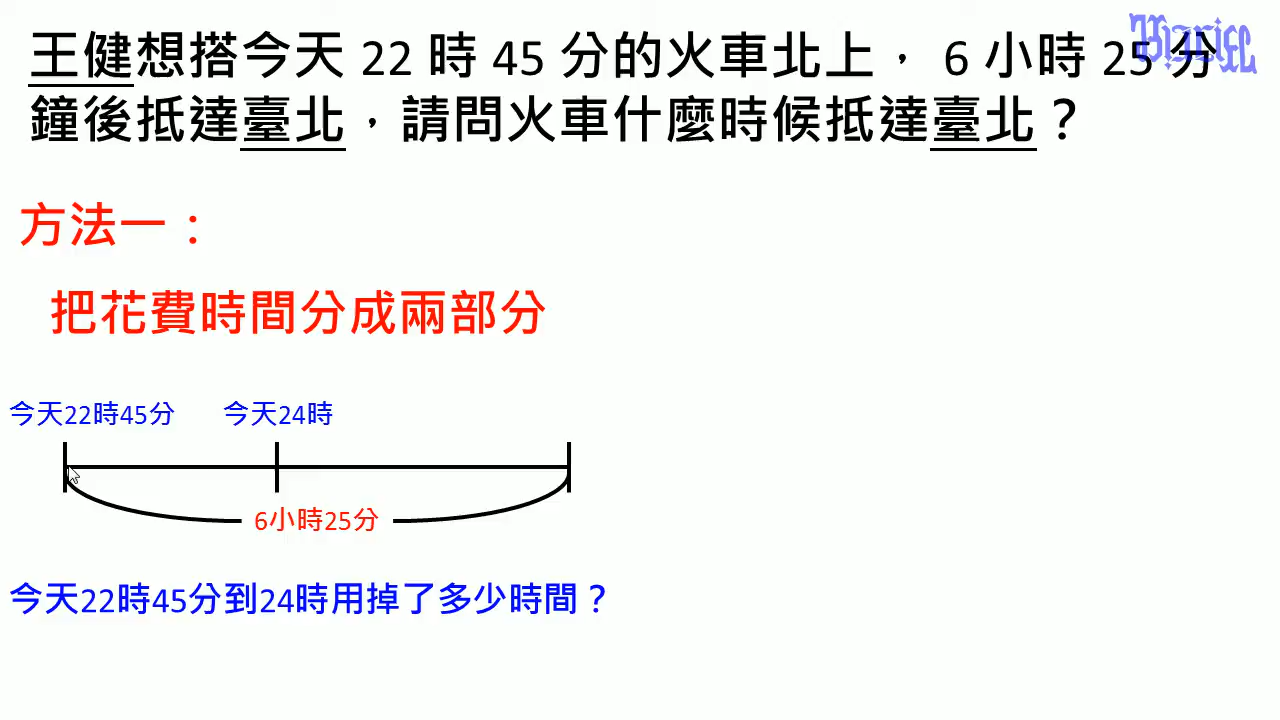 王健想搭今天 22 時 45 分的火車北上， 6 小時 25 分
鐘後抵達臺北，請問火車什麼時候抵達臺北？
方法一：
把花費時間分成兩部分
今天22時45分 今天24時
6小時25分
今天22時45分到24時用掉了多少時間？